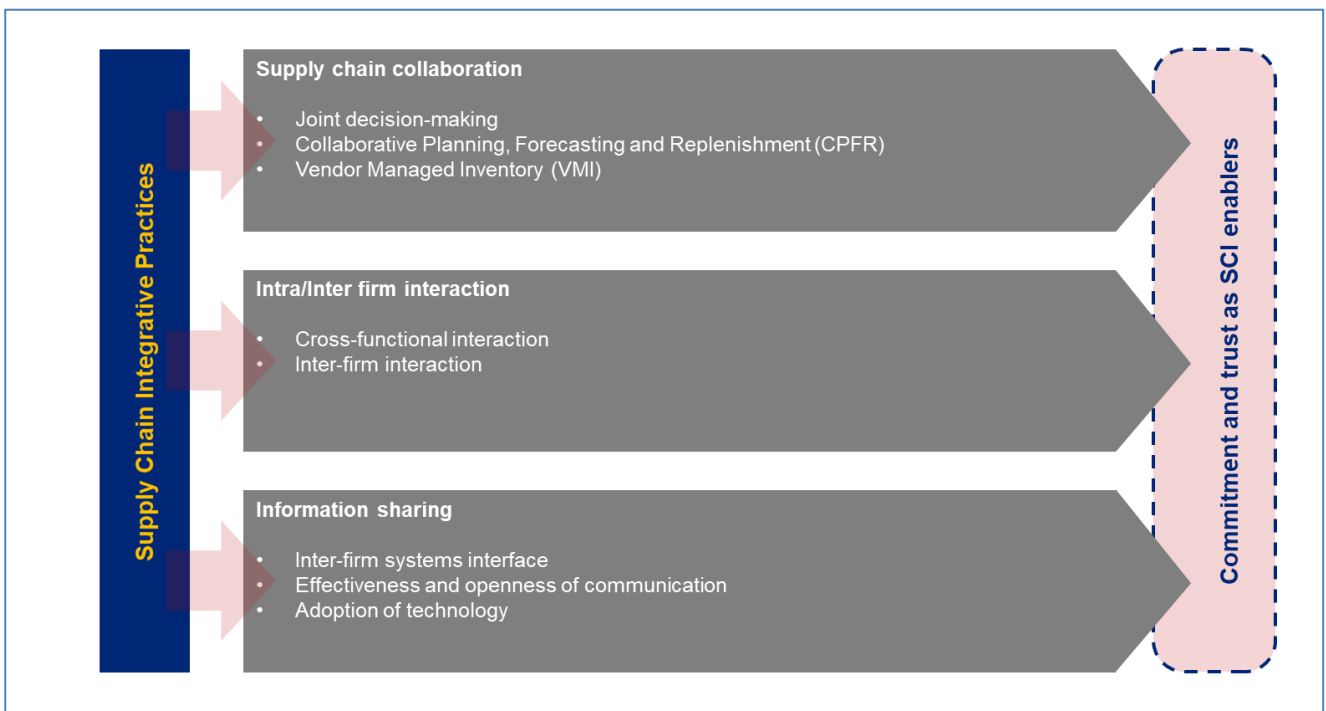 Supply Chain Integrative Practices
Supply chain collaboration
• Joint decision-making
• Collaborative Planning, Forecasting and Replenishment (CPFR)
• Vendor Managed Inventory (VMI)
Intra/Inter firm interaction
• Cross-functional interaction
• Inter-firm interaction
Information sharing
• Inter-firm systems interface
• Effectiveness and openness of communication
• Adoption of technology
Commitment and trust as SCI enablers